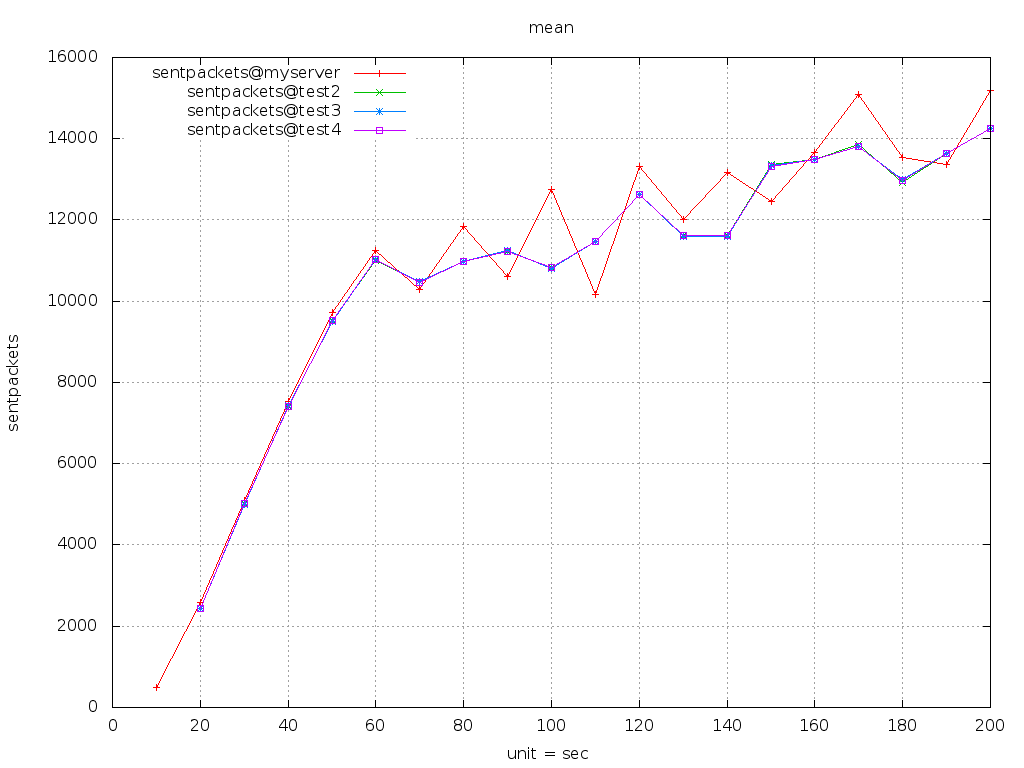 mean
16000
14000
12000
10000
8000
6000
4000
2000
0
sentpackets@myserver
sentpackets@test2
sentpackets@test3
sentpackets@test4
sentpackets
0 20 40 60 80 100 120 140 160 180 200
unit = sec